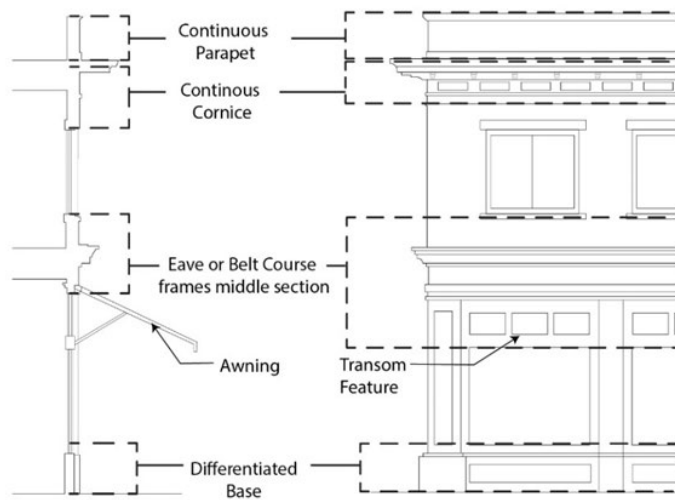 Continuous
Parapet
Continous
Cornice
Eave or Belt Course
frames middle section
Awning
Transom
Feature
Differentiated
Base